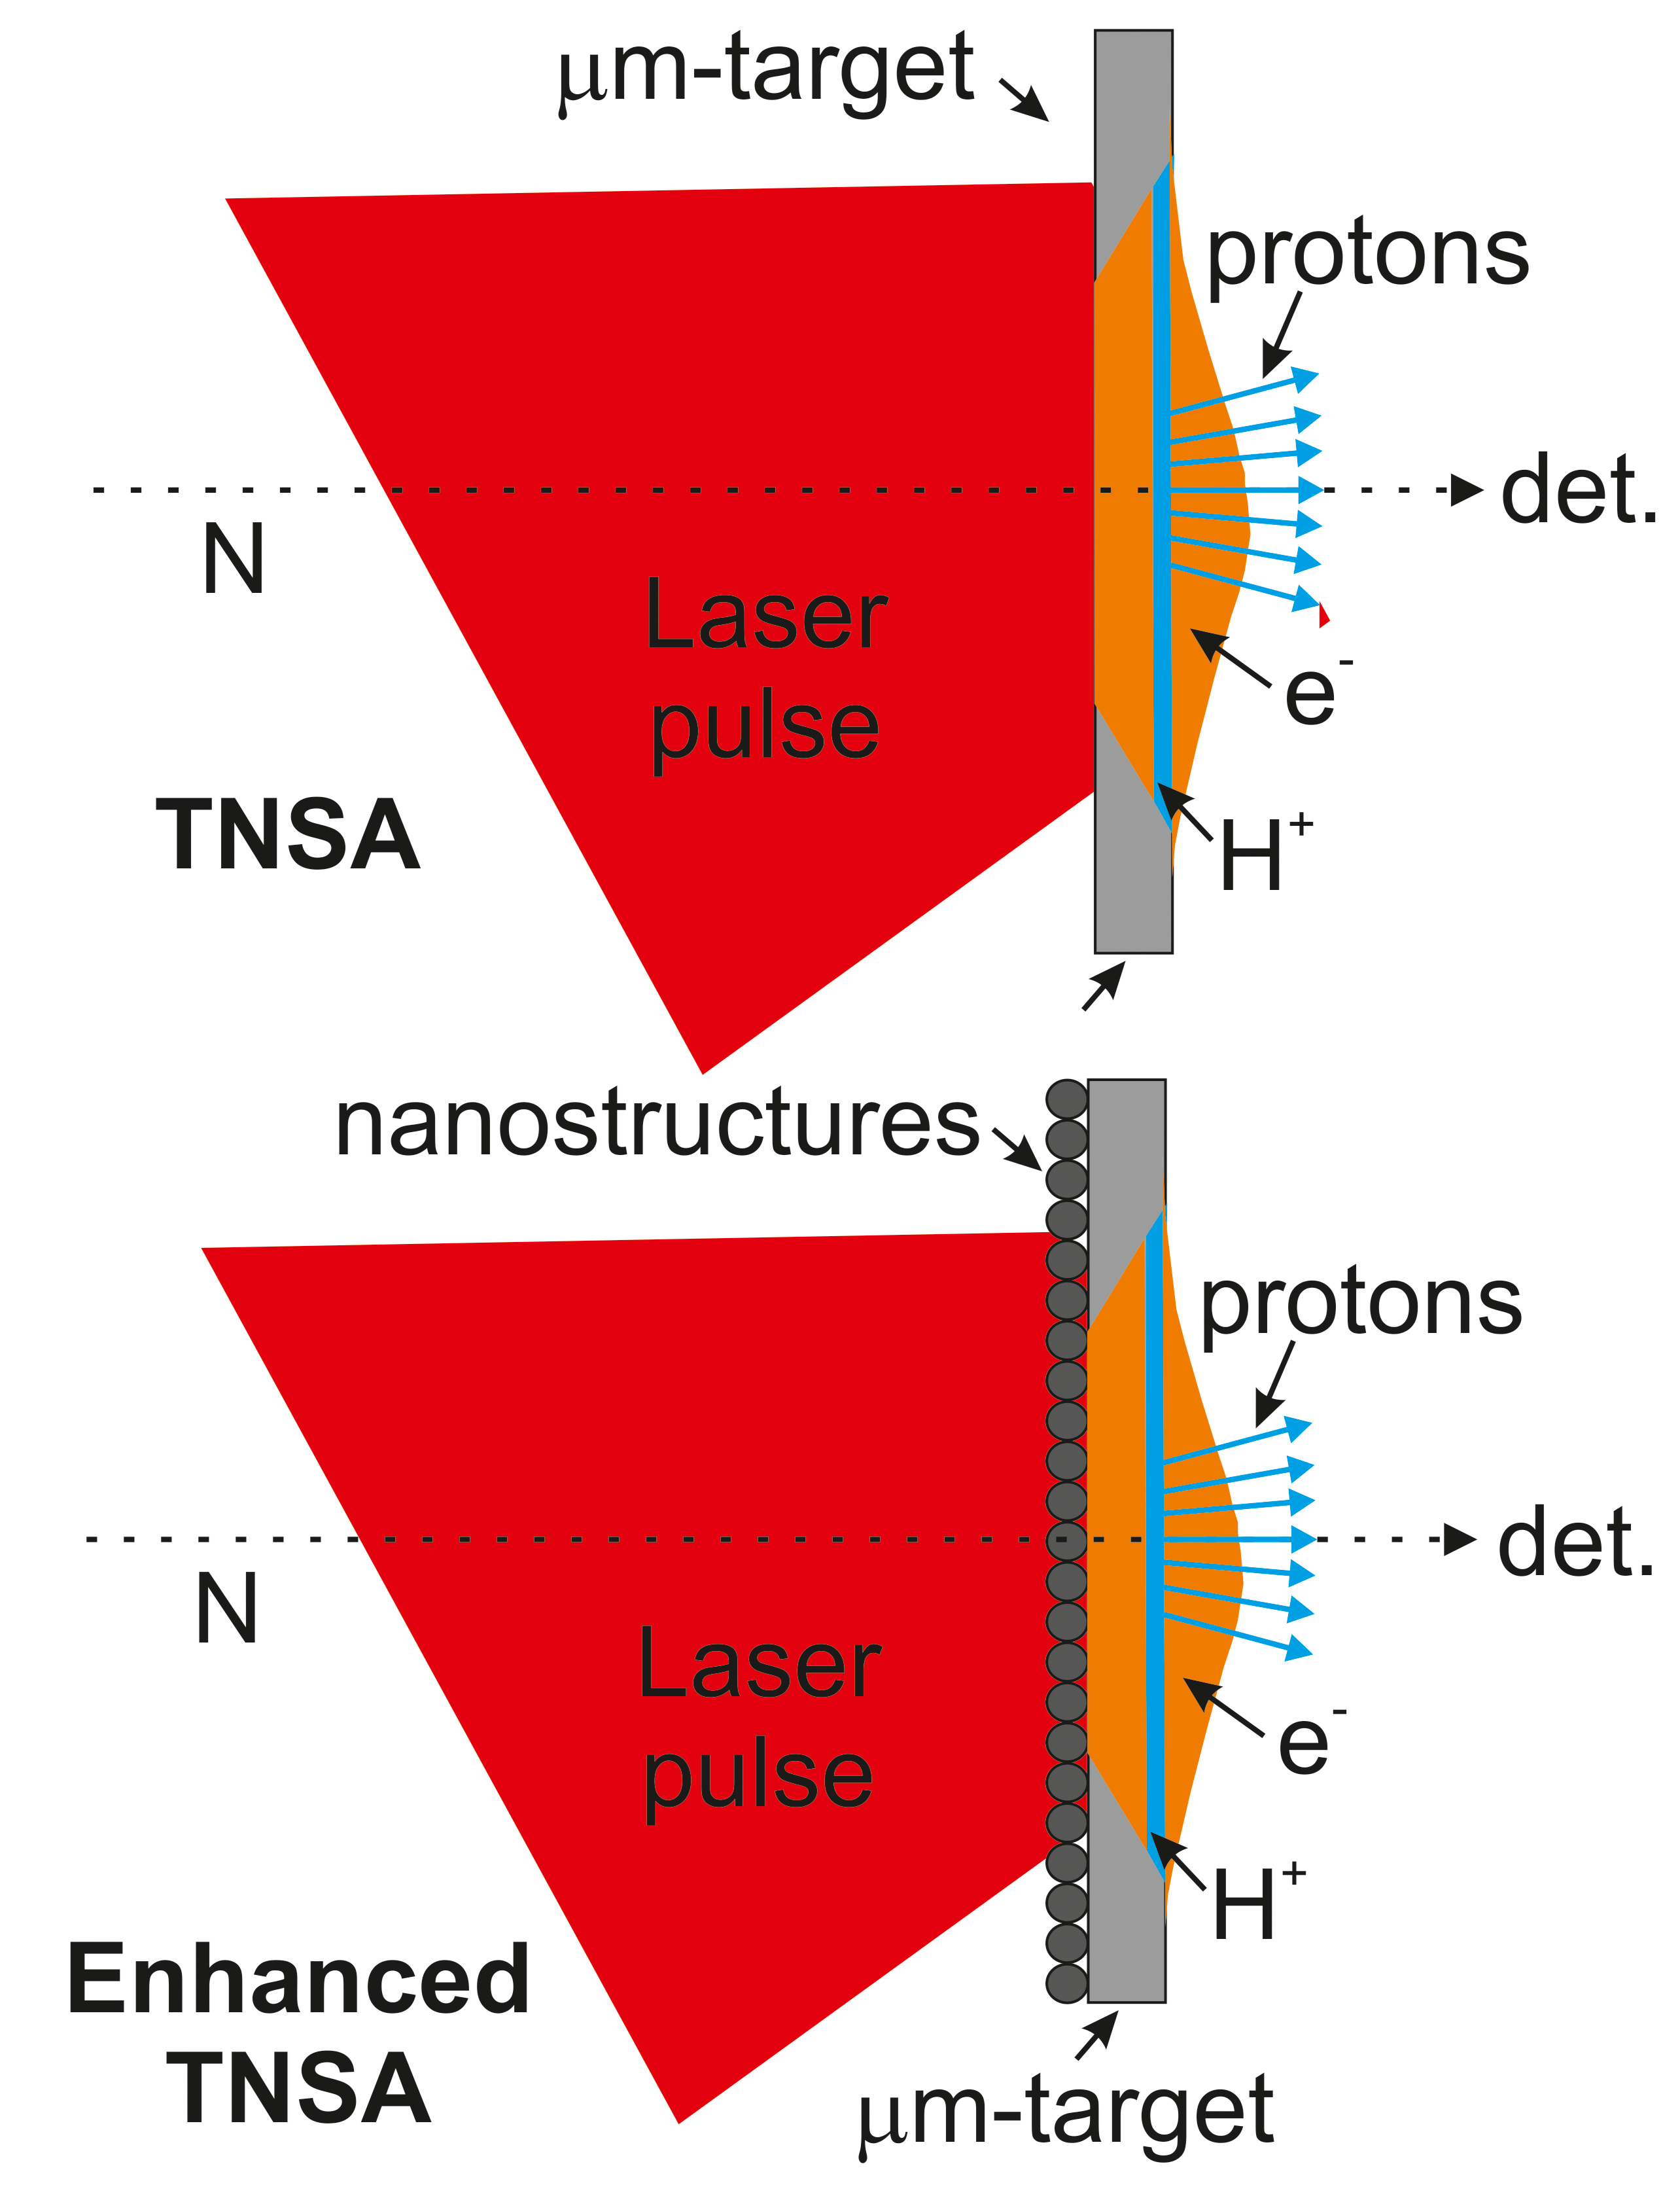 μm-target
protons
det.
N
Laser
pulse
e⁻
TNSA
H⁺
nanostructures
protons
det.
N
Laser
pulse
e⁻
H⁺
Enhanced
TNSA
μm-target